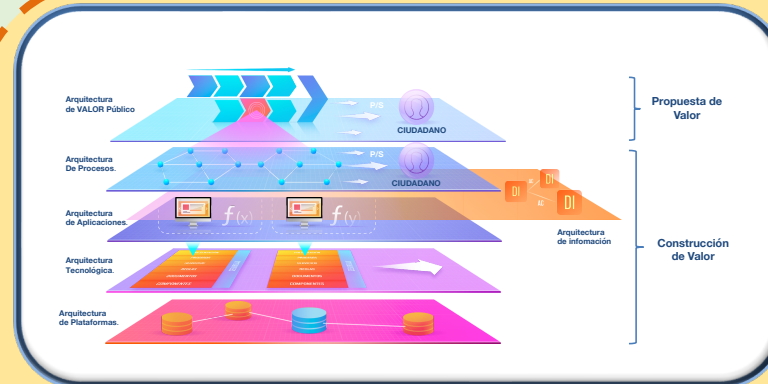 Arquitectura
de VALOR Público
P/S
CIUDADANO
Propuesta de
Valor
Arquitectura
De Procesos.
P/S
CIUDADANO
DI
DI
DI
AC
Arquitectura
de Aplicaciones.
f(x)
f(y)
Arquitectura
de infomación
Construcción
de Valor
Arquitectura
Tecnológica.
Arquitectura
de Plataformas.